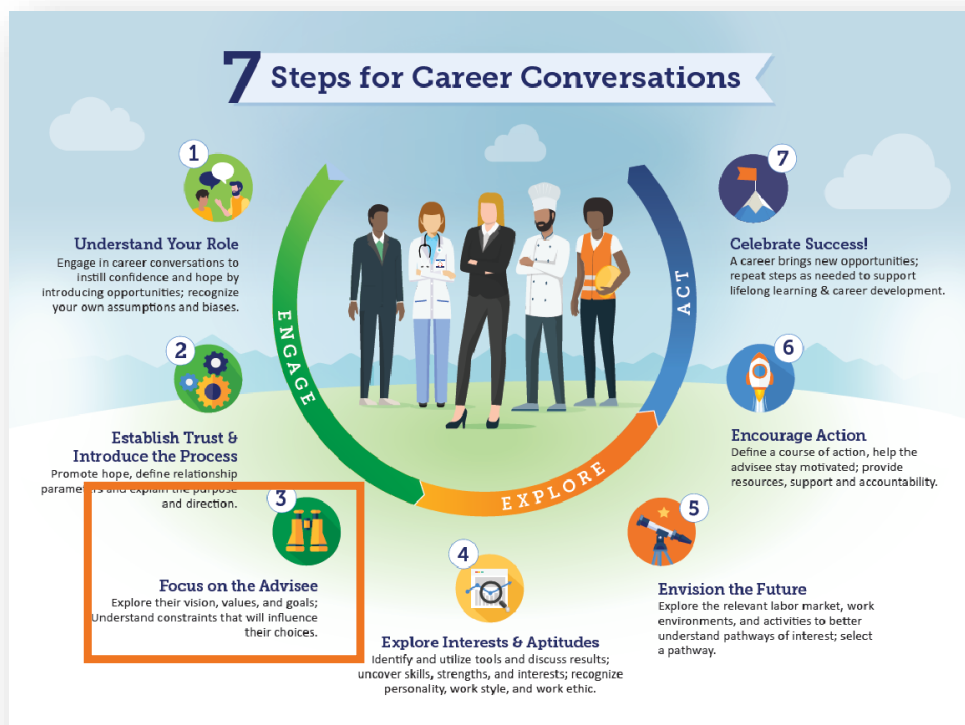 7 Steps for Career Conversations
1
Understand Your Role
Engage in career conversations to
instill confidence and hope by
introducing opportunities; recognize
your own assumptions and biases.
2
Establish Trust &
Introduce the Process
Promote hope, define relationship
parameters and explain the purpose
and direction.
3
Focus on the Advisee
Explore their vision, values, and goals;
Understand constraints that will influence
their choices.
4
Explore Interests & Aptitudes
Identify and utilize tools and discuss results;
uncover skills, strengths, and interests; recognize
personality, work style, and work ethic.
5
Envision the Future
Explore the relevant labor market, work
environments, and activities to better
understand pathways of interest; select
a pathway.
6
Encourage Action
Define a course of action, help the
advisee stay motivated; provide
resources, support and accountability.
7
Celebrate Success!
A career brings new opportunities;
repeat steps as needed to support
lifelong learning & career development.
ENGAGE
EXPLORE
ACT